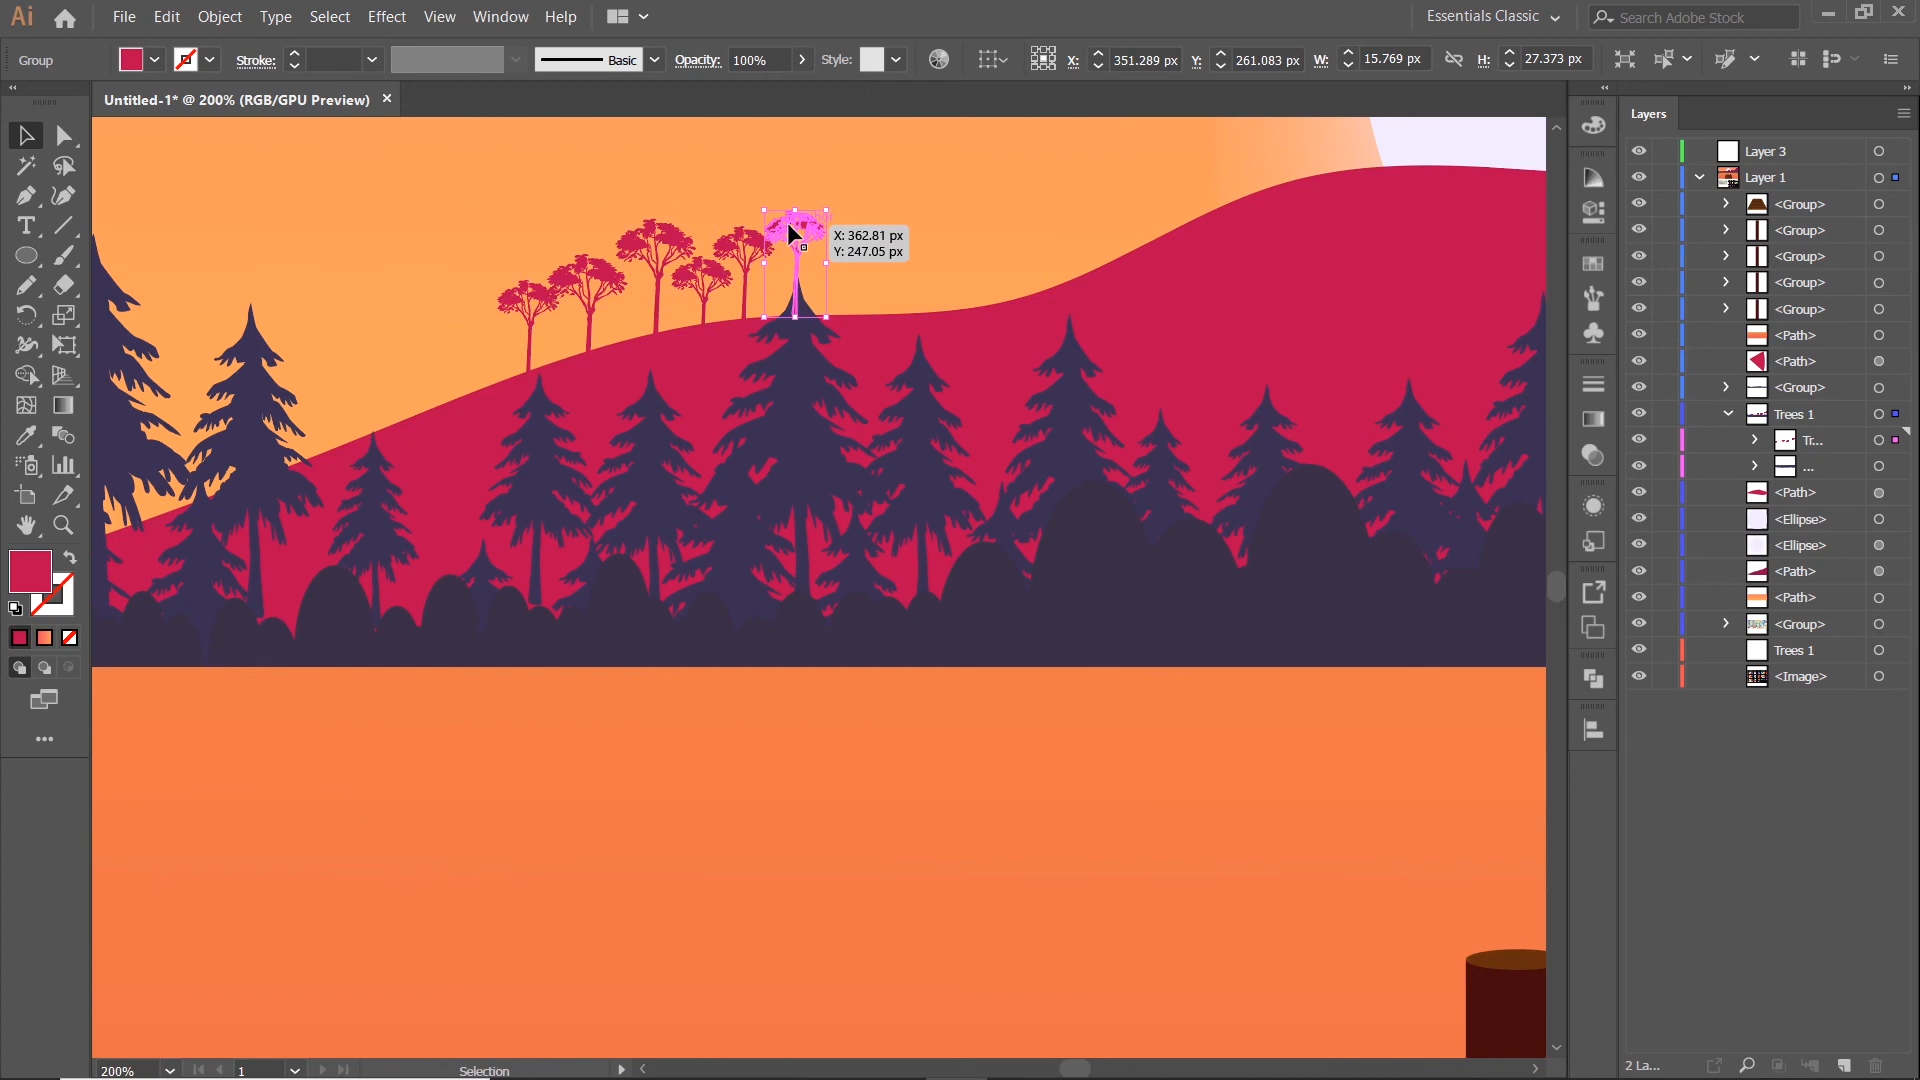 Ai File Edit Object Type Select Effect View Window Help Essentials Classic Search Adobe Stock
Group Stroke: Basic Opacity: 100% Style: X: 351.289 px Y: 261.083 px W: 15.769 px H: 27.373 px
Untitled-1* @ 200% (RGB/GPU Preview)
X: 362.81 px
Y: 247.05 px
Layers
Layer 3
Layer 1
<Group>
<Group>
<Group>
<Group>
<Group>
<Path>
<Path>
<Group>
Trees 1
Tr...
...
<Path>
<Ellipse>
<Ellipse>
<Path>
<Path>
<Group>
Trees 1
<Image>
200% 1 Selection
2 La...